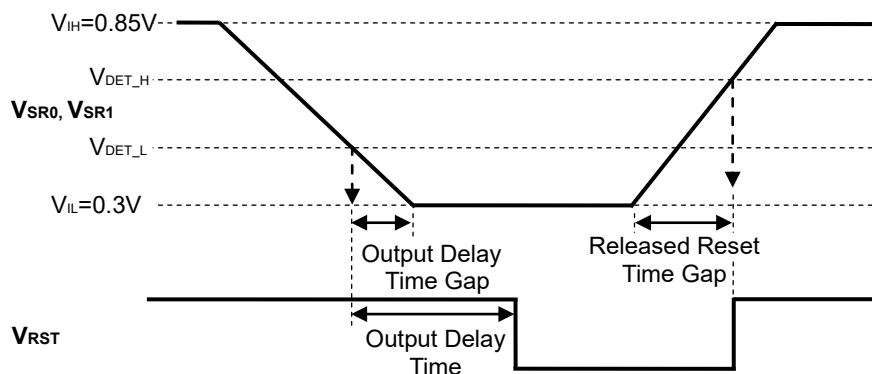 VIH=0.85V
VDET_H
VSR0, VSR1
VDET_L
VIL=0.3V
Output Delay
Time Gap
Released Reset
Time Gap
VRST
Output Delay
Time